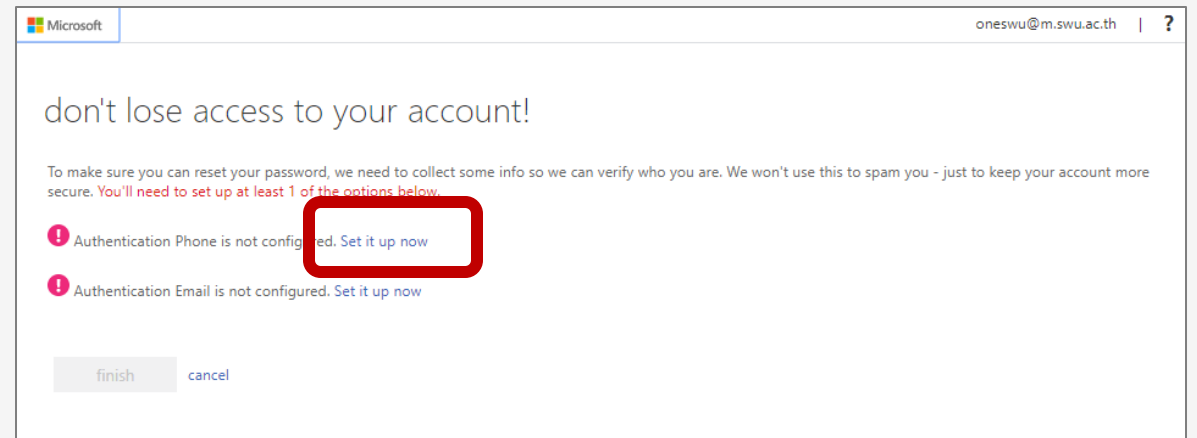 Microsoft
oneswu@m.swu.ac.th | ?
don't lose access to your account!
To make sure you can reset your password, we need to collect some info so we can verify who you are. We won't use this to spam you - just to keep your account more
secure. You'll need to set up at least 1 of the options below.
! Authentication Phone is not configured. Set it up now
! Authentication Email is not configured. Set it up now
finish cancel